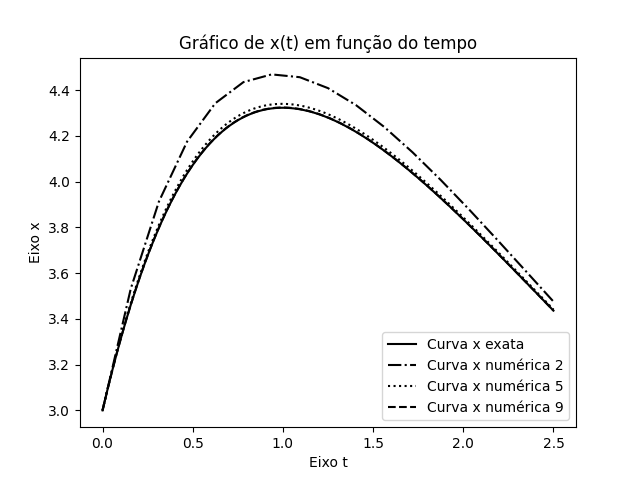 Gráfico de x(t) em função do tempo
Eixo x
4.4
4.2
4.0
3.8
3.6
3.4
3.2
3.0
Curva x exata
Curva x numérica 2
Curva x numérica 5
Curva x numérica 9
0.0 0.5 1.0 1.5 2.0 2.5
Eixo t